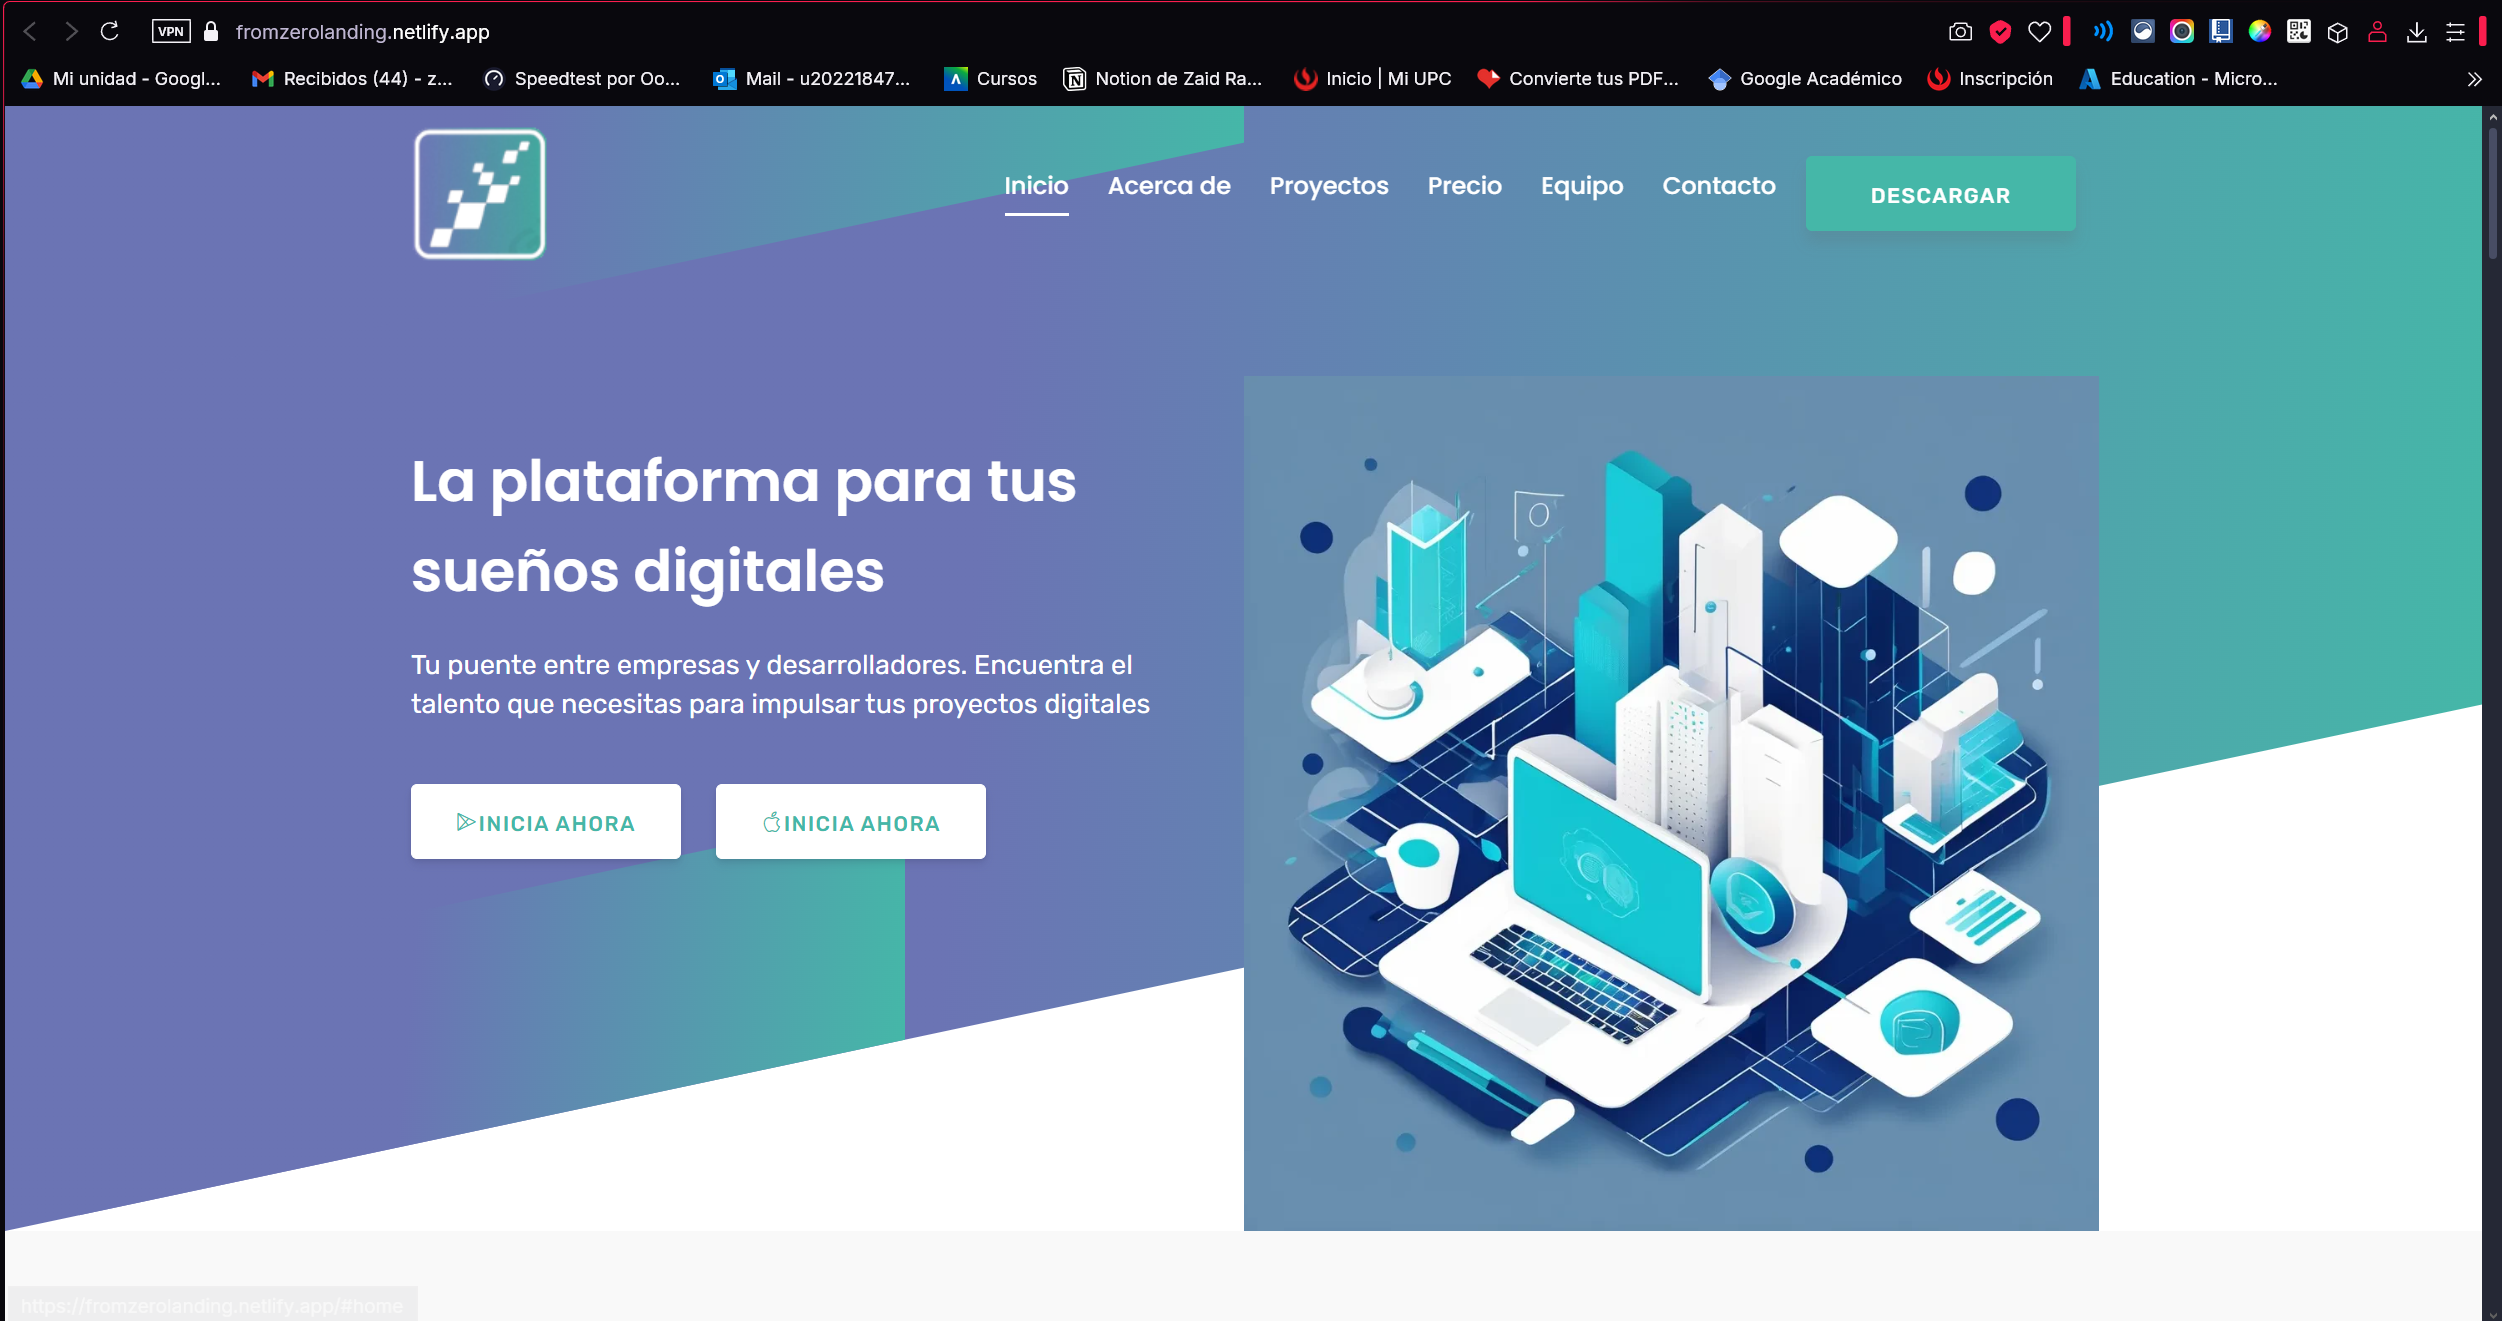 VPN fromzerolanding.netlify.app
Mi unidad - Googl... Recibidos (44) - z... Speedtest por Oo... Mail - u20221847... Cursos Notion de Zaid Ra... Inicio | Mi UPC Convierte tus PDF... Google Académico Inscripción Education - Micro...
Inicio Acerca de Proyectos Precio Equipo Contacto DESCARGAR
La plataforma para tus
sueños digitales
Tu puente entre empresas y desarrolladores. Encuentra el
talento que necesitas para impulsar tus proyectos digitales
INICIA AHORA INICIA AHORA
https://fromzerolanding.netlify.app/#home